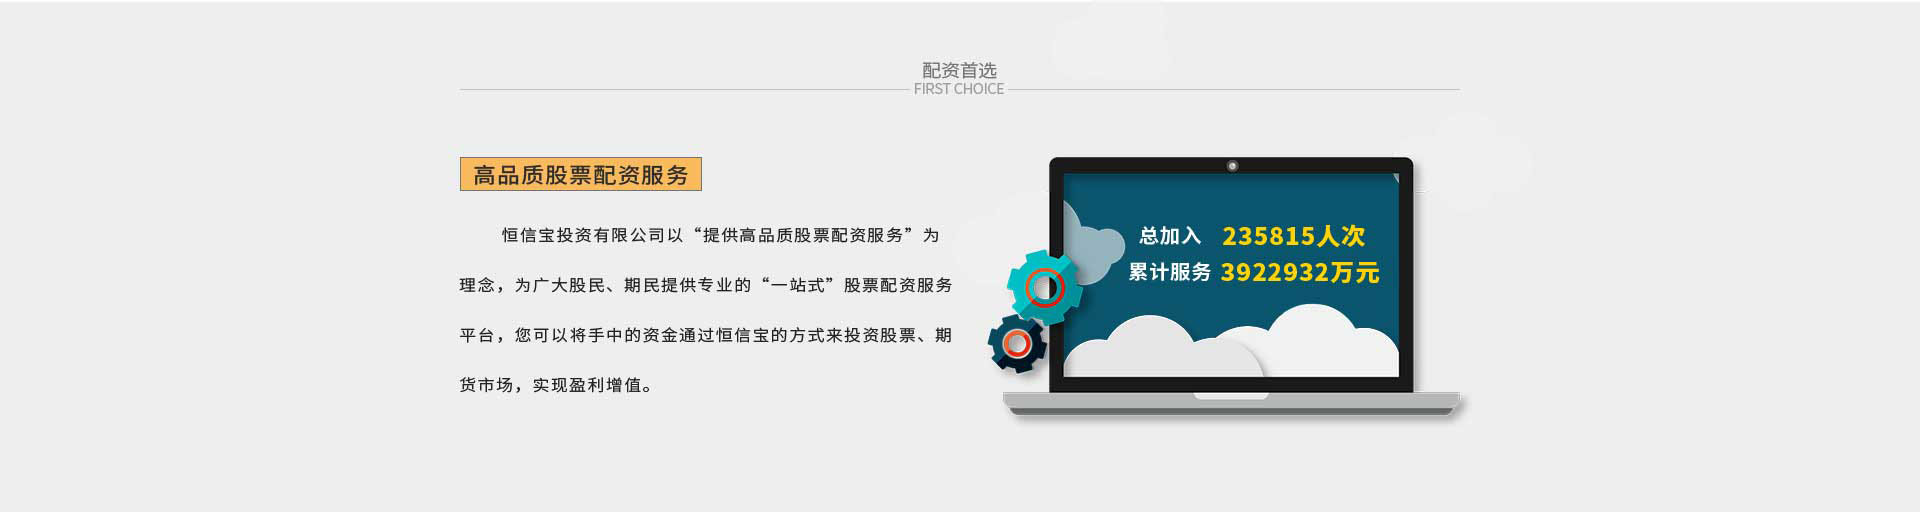 配资首选
FIRST CHOICE
高品质股票配资服务
恒信宝投资有限公司以“提供高品质股票配资服务”为
理念，为广大股民、期民提供专业的“一站式”股票配资服务
平台，您可以将手中的资金通过恒信宝的方式来投资股票、期
货市场，实现盈利增值。
总加入 235815人次
累计服务 3922932万元